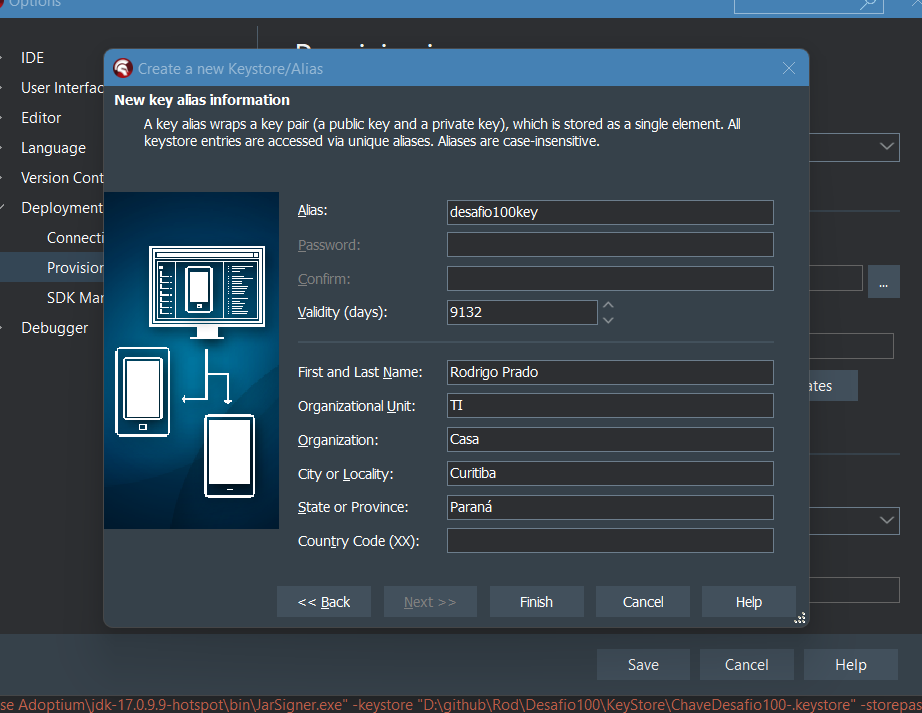 Options
IDE
User Interfac
Editor
Language
Version Cont
Deployment
Connecti
Provision
SDK Mar
Debugger
Create a new Keystore/Alias
New key alias information
A key alias wraps a key pair (a public key and a private key), which is stored as a single element. All
keystore entries are accessed via unique aliases. Aliases are case-insensitive.
Alias: desafio100key
Password:
Confirm:
Validity (days): 9132
First and Last Name: Rodrigo Prado
Organizational Unit: TI
Organization: Casa
City or Locality: Curitiba
State or Province: Paraná
Country Code (XX):
<< Back Next >> Finish Cancel Help
...
ates
Save Cancel Help
se Adoptium\jdk-17.0.9.9-hotspot\bin\JarSigner.exe" -keystore "D:\github\Rod\Desafio100\KeyStore\ChaveDesafio100-.keystore" -storepas